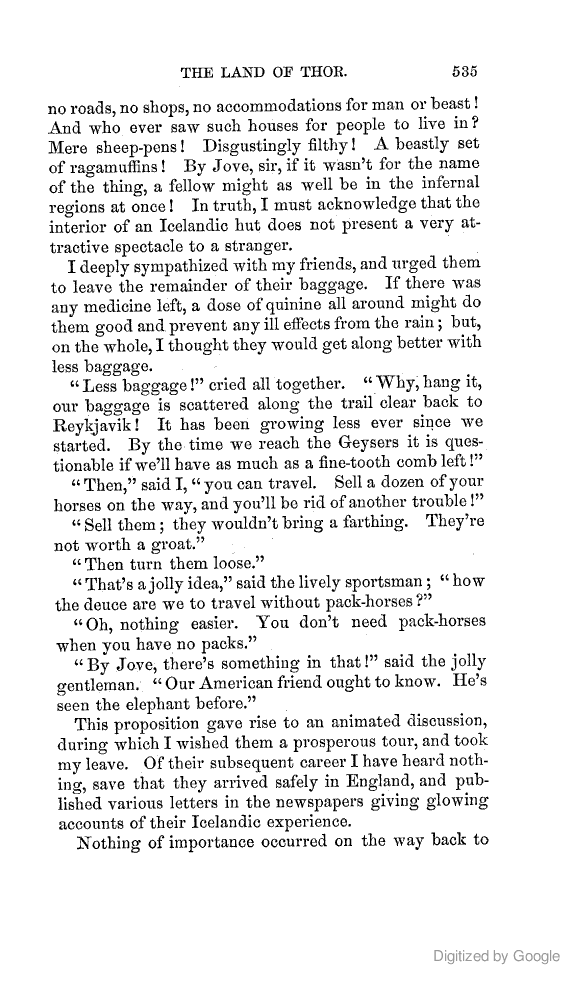 THE LAND OF THOR. 535
no roads, no shops, no accommodations for man or beast!
And who ever saw such houses for people to live in?
Mere sheep-pens! Disgustingly filthy! A beastly set
of ragamuffins! By Jove, sir, if it wasn't for the name
of the thing, a fellow might as well be in the infernal
regions at once! In truth, I must acknowledge that the
interior of an Icelandic hut does not present a very at-
tractive spectacle to a stranger.
I deeply sympathized with my friends, and urged them
to leave the remainder of their baggage. If there was
any medicine left, a dose of quinine all around might do
them good and prevent any ill effects from the rain; but,
on the whole, I thought they would get along better with
less baggage.
"Less baggage!" cried all together. "Why, hang it,
our baggage is scattered along the trail clear back to
Reykjavik! It has been growing less ever since we
started. By the time we reach the Geysers it is ques-
tionable if we'll have as much as a fine-tooth comb left!"
"Then," said I, "you can travel. Sell a dozen of your
horses on the way, and you'll be rid of another trouble!"
"Sell them; they wouldn't bring a farthing. They're
not worth a groat."
"Then turn them loose."
"That's a jolly idea," said the lively sportsman; "how
the deuce are we to travel without pack-horses?"
"Oh, nothing easier. You don't need pack-horses
when you have no packs."
"By Jove, there's something in that!" said the jolly
gentleman. "Our American friend ought to know. He's
seen the elephant before."
This proposition gave rise to an animated discussion,
during which I wished them a prosperous tour, and took
my leave. Of their subsequent career I have heard noth-
ing, save that they arrived safely in England, and pub-
lished various letters in the newspapers giving glowing
accounts of their Icelandic experience.
Nothing of importance occurred on the way back to
Digitized by Google